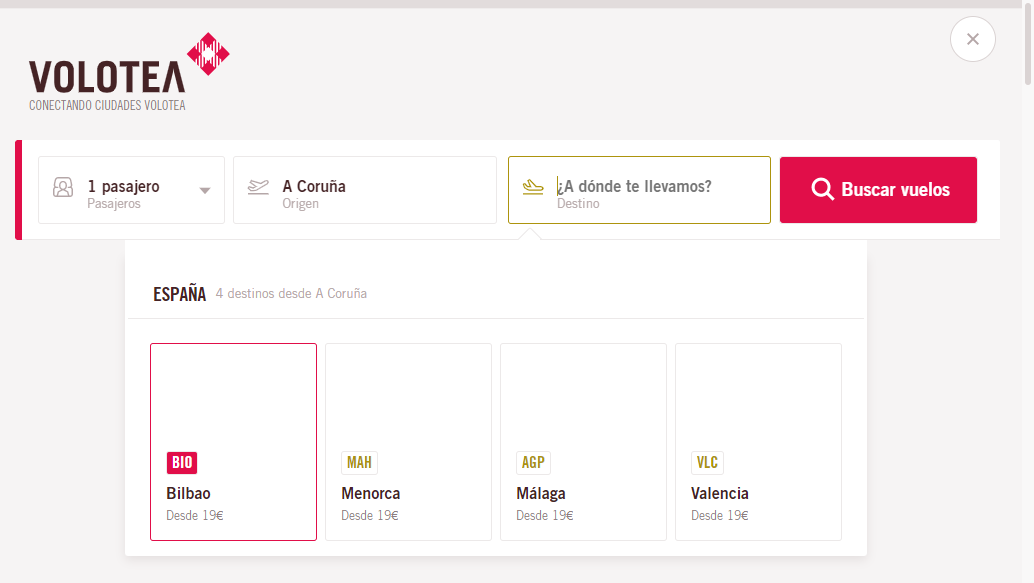 VOLOTEA
CONECTANDO CIUDADES VOLOTEA
1 pasajero
Pasajeros
A Coruña
Origen
¿A dónde te llevamos?
Destino
Buscar vuelos
ESPAÑA 4 destinos desde A Coruña
BIO
Bilbao
Desde 19€
MAH
Menorca
Desde 19€
AGP
Málaga
Desde 19€
VLC
Valencia
Desde 19€